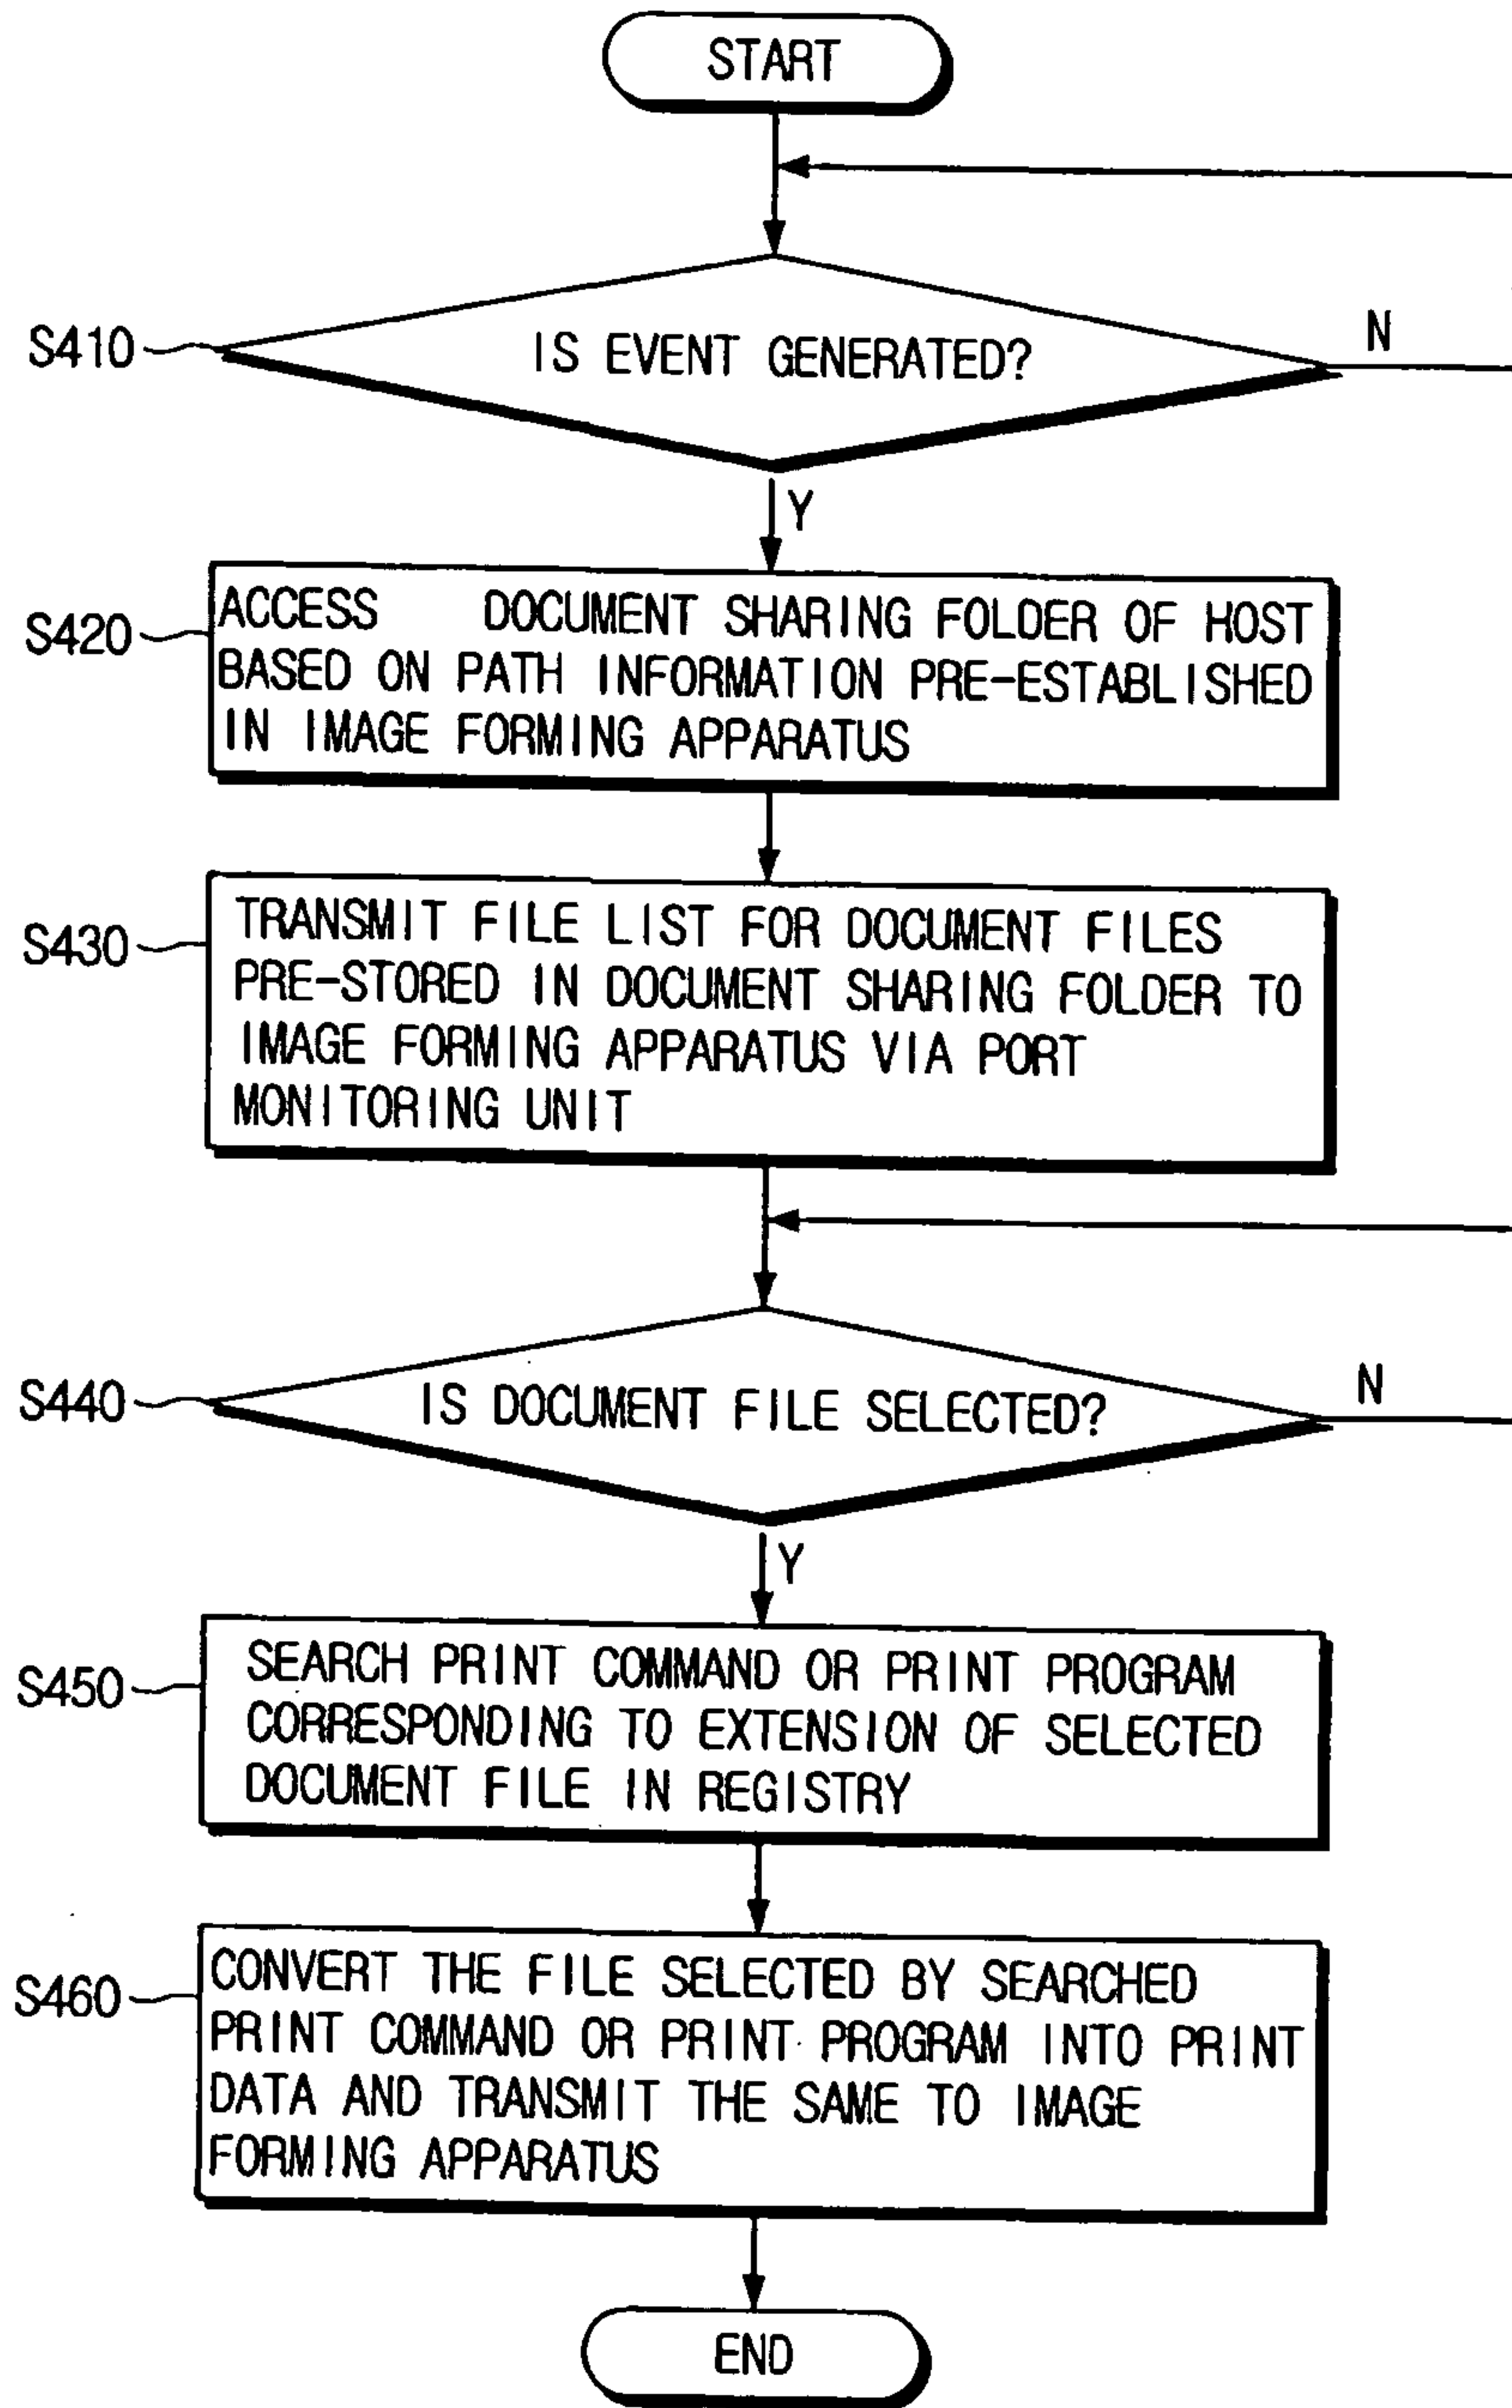 START
S410
IS EVENT GENERATED?
N
Y
S420
ACCESS DOCUMENT SHARING FOLDER OF HOST
BASED ON PATH INFORMATION PRE-ESTABLISHED
IN IMAGE FORMING APPARATUS
S430
TRANSMIT FILE LIST FOR DOCUMENT FILES
PRE-STORED IN DOCUMENT SHARING FOLDER TO
IMAGE FORMING APPARATUS VIA PORT
MONITORING UNIT
S440
IS DOCUMENT FILE SELECTED?
N
Y
S450
SEARCH PRINT COMMAND OR PRINT PROGRAM
CORRESPONDING TO EXTENSION OF SELECTED
DOCUMENT FILE IN REGISTRY
S460
CONVERT THE FILE SELECTED BY SEARCHED
PRINT COMMAND OR PRINT PROGRAM INTO PRINT
DATA AND TRANSMIT THE SAME TO IMAGE
FORMING APPARATUS
END